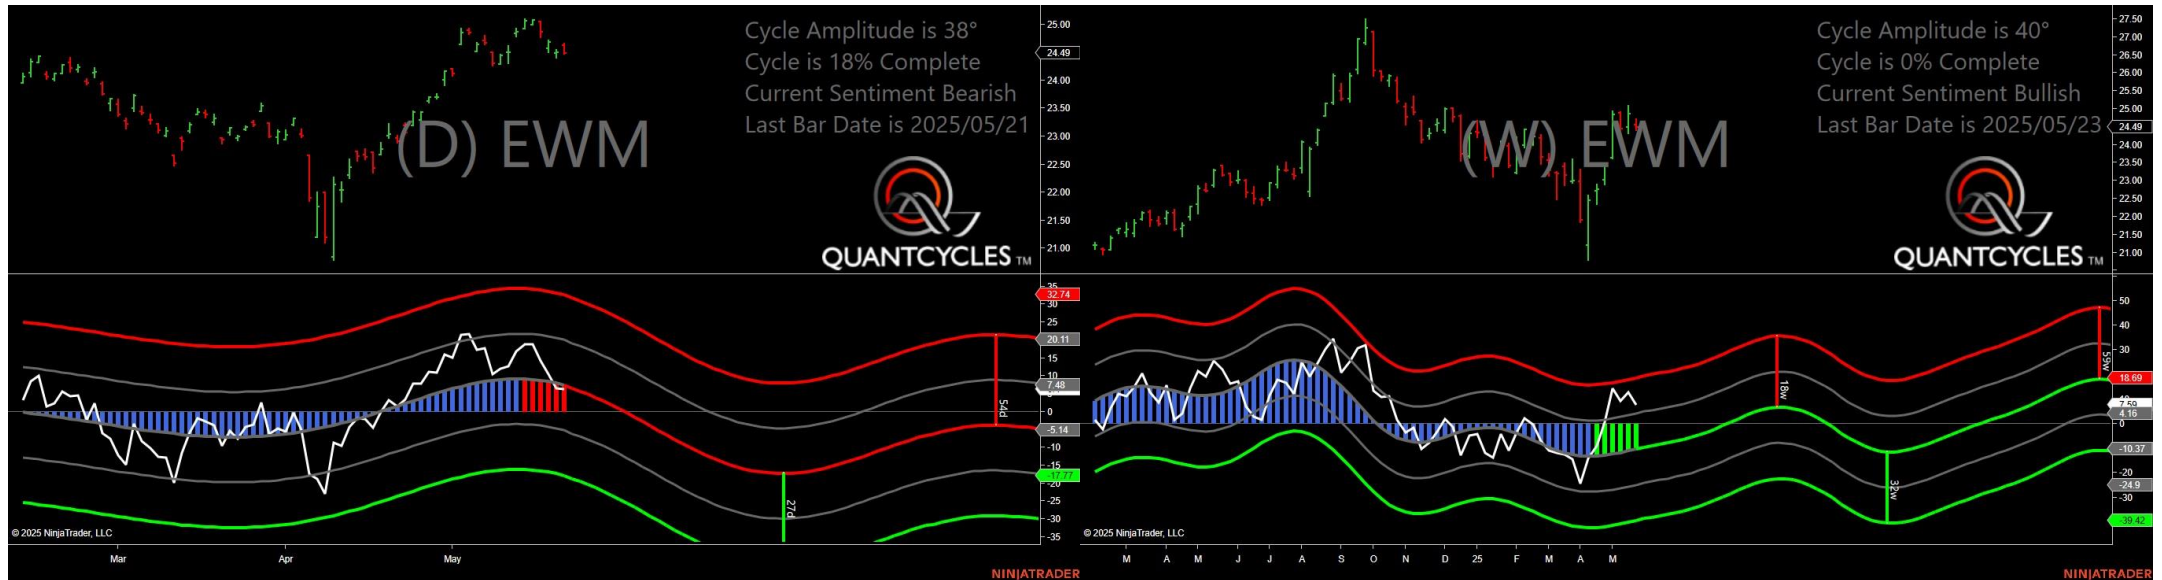 Cycle Amplitude is 38°
Cycle is 18% Complete
Current Sentiment Bearish
Last Bar Date is 2025/05/21
(D) EWM
QUANTCYCLES TM
25.00
24.49
24.00
23.50
23.00
22.50
22.00
21.50
21.00
35
32.74
30
25
20.11
15
10
7.48
0
-5.14
-10
-15
-17.77
-20
-25
-30
-35
54d
27d
© 2025 NinjaTrader, LLC
Mar
Apr
May
NINJATRADER
Cycle Amplitude is 40°
Cycle is 0% Complete
Current Sentiment Bullish
Last Bar Date is 2025/05/23
(W) EWM
QUANTCYCLES TM
27.50
27.00
26.50
26.00
25.50
25.00
24.49
24.00
23.50
23.00
22.50
22.00
21.50
21.00
50
40
30
18.69
7.59
4.16
0
-10.37
-20
-24.9
-30
-39.42
59w
18w
32w
© 2025 NinjaTrader, LLC
M A M J J A S O N D 25 F M A M
NINJATRADER